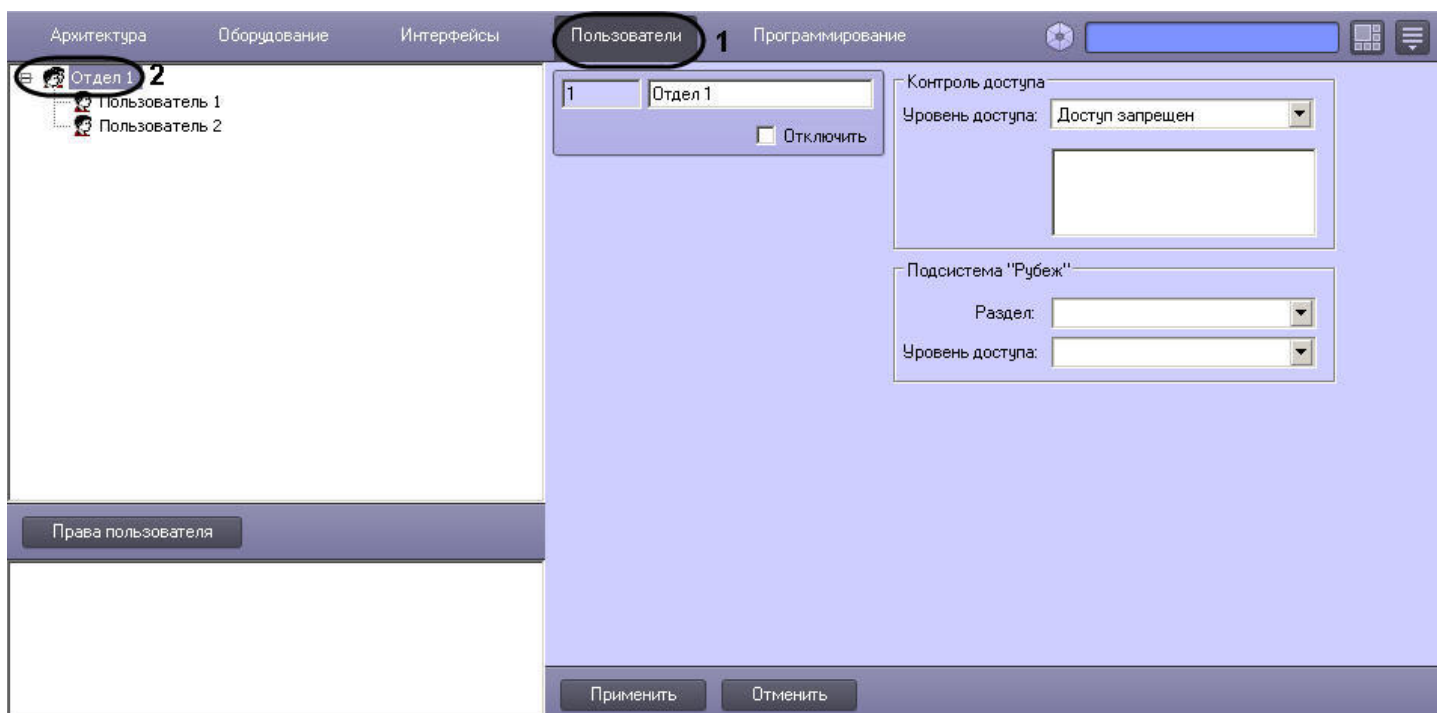 Архитектура Оборудование Интерфейсы Пользователи 1 Программирование
Отдел 1 2
Пользователь 1
Пользователь 2
1 Отдел 1
Отключить
Контроль доступа
Уровень доступа: Доступ запрещен
Подсистема "Рубеж"
Раздел:
Уровень доступа:
Права пользователя
Применить Отменить